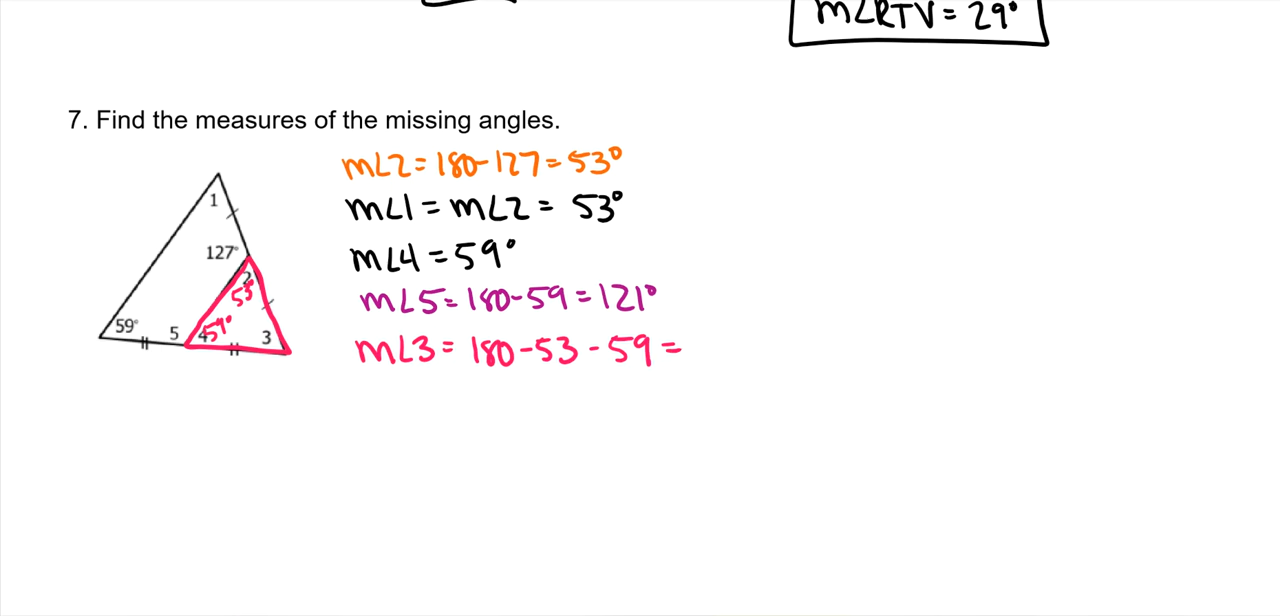 m∠RTV = 29°
7. Find the measures of the missing angles.
m∠2 = 180-127 = 53°
1
m∠1 = m∠2 = 53°
127°
m∠4 = 59°
2
53°
m∠5 = 180-59 = 121°
59° 5 4 59° 3
m∠3 = 180-53-59 =